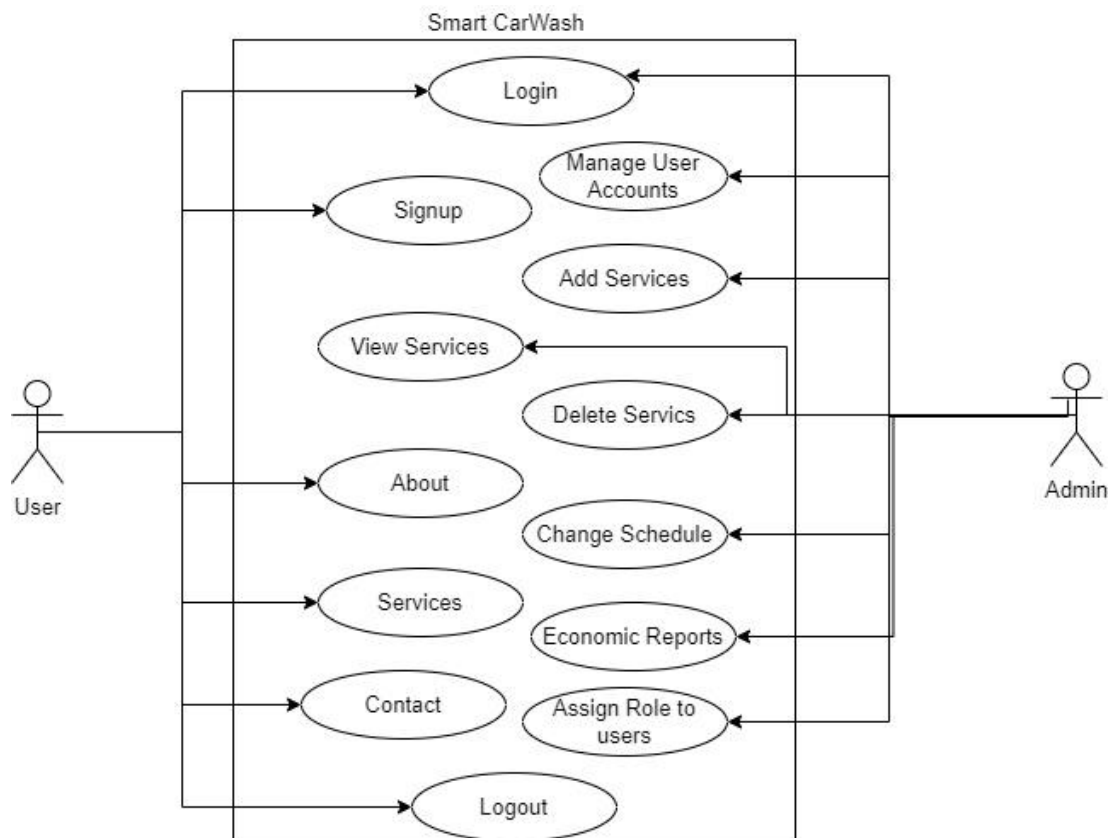 Smart CarWash
Login
Manage User
Accounts
Signup
Add Services
View Services
Delete Servics
About
User
Admin
Change Schedule
Services
Economic Reports
Contact
Assign Role to
users
Logout